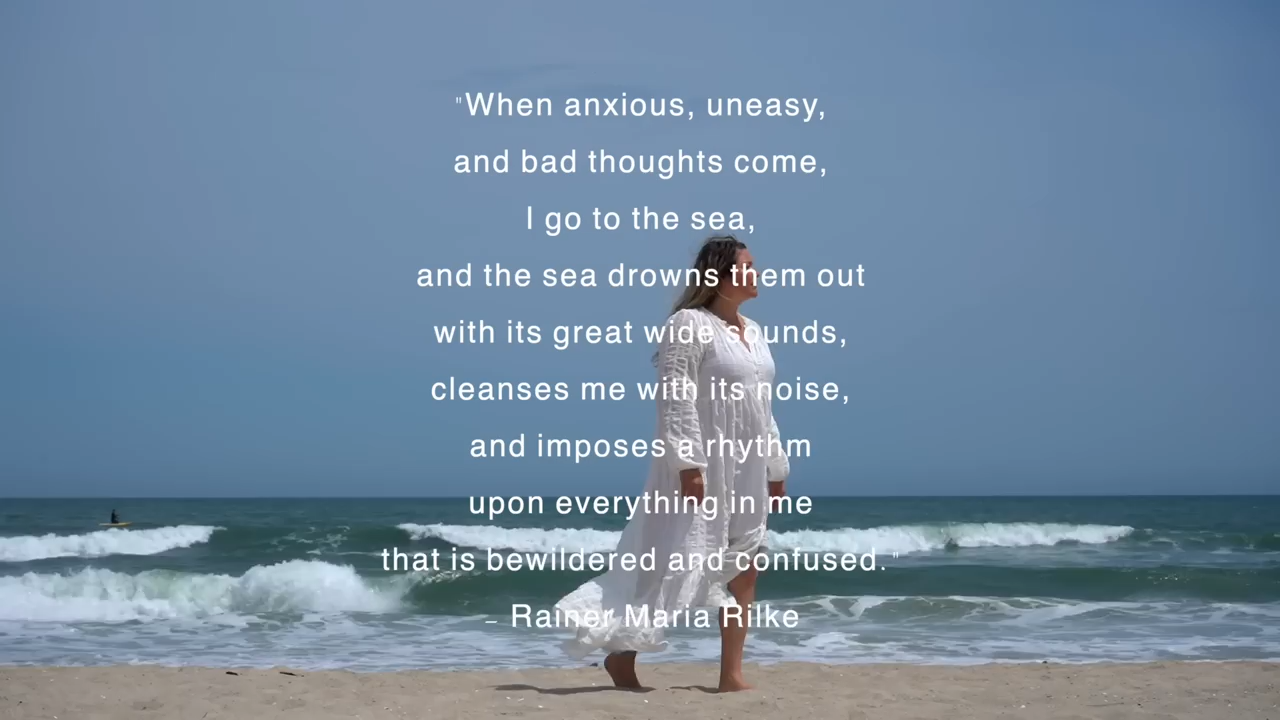 "When anxious, uneasy,
and bad thoughts come,
I go to the sea,
and the sea drowns them out
with its great wide sounds,
cleanses me with its noise,
and imposes a rhythm
upon everything in me
that is bewildered and confused."
– Rainer Maria Rilke